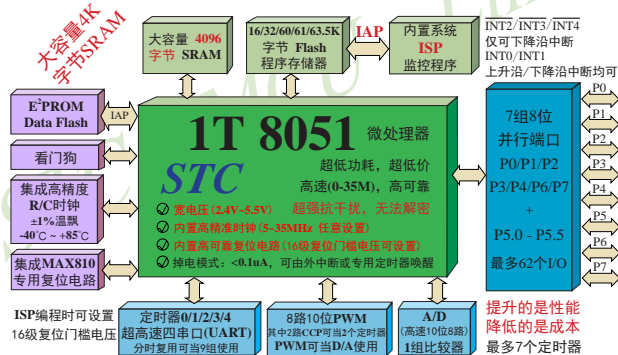 大容量4K
字节SRAM
大容量 4096
字节 SRAM
16/32/60/61/63.5K
字节 Flash
程序存储器
IAP
内置系统
ISP
监控程序
INT2/INT3/INT4
仅可下降沿中断
INT0/INT1
上升沿/下降沿中断均可
E²PROM
Data Flash
IAP
看门狗
集成高精度
R/C时钟
±1%温飘
-40℃ ~ +85℃
集成MAX810
专用复位电路
1T 8051 微处理器
STC
超低功耗，超低价
高速(0-35M)，高可靠
宽电压(2.4V-5.5V) 超强抗干扰，无法解密
内置高精准时钟(5-35MHz 任意设置)
内置高可靠复位电路(16级复位门槛电压可设置)
掉电模式：<0.1uA，可由外中断或专用定时器唤醒
7组8位
并行端口
P0/P1/P2
P3/P4/P6/P7
+
P5.0 - P5.5
最多62个I/O
P0
P1
P2
P3
P4
P5
P6
P7
ISP编程时可设置
16级复位门槛电压
定时器0/1/2/3/4
超高速四串口(UART)
分时复用可当9组使用
8路10位PWM
其中2路CCP可当2个定时器
PWM可当D/A使用
A/D
(高速10位8路)
1组比较器
提升的是性能
降低的是成本
最多7个定时器